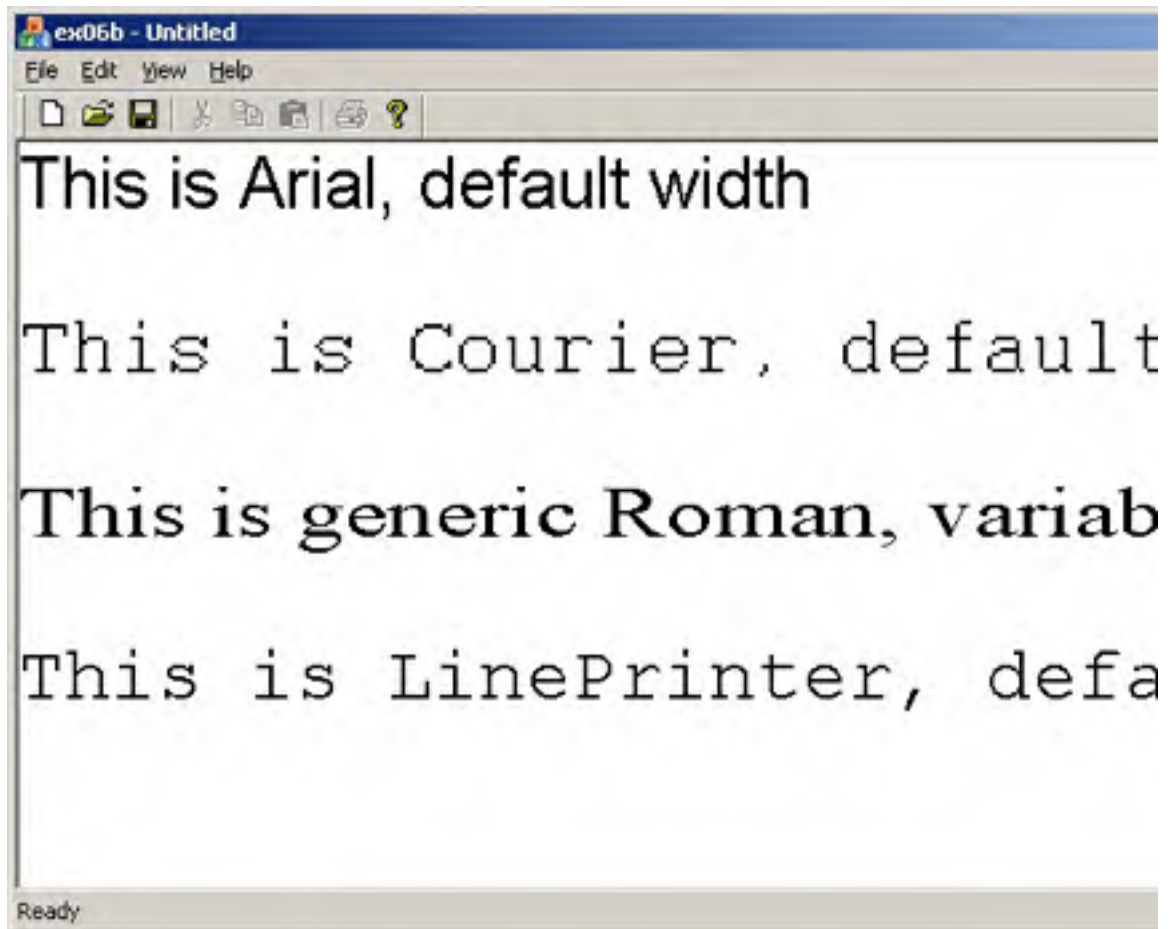 ex06b - Untitled
File Edit View Help
This is Arial, default width
This is Courier, default
This is generic Roman, variab
This is LinePrinter, defa
Ready